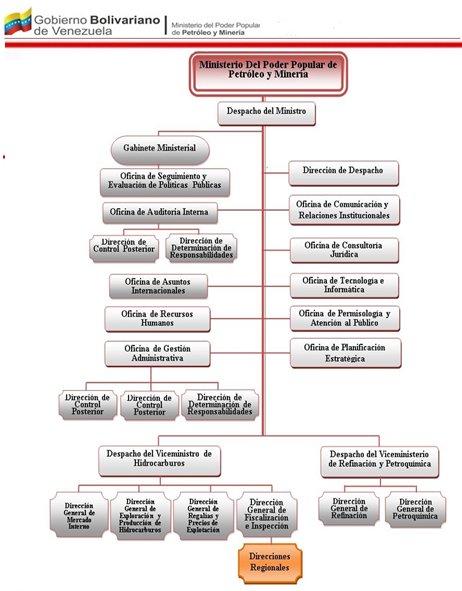 Gobierno Bolivariano
de Venezuela
Ministerio del Poder Popular
de Petróleo y Minería
Ministerio Del Poder Popular de
Petróleo y Minería
Despacho del Ministro
Gabinete Ministerial
Oficina de Seguimiento y
Evaluación de Políticas Públicas
Dirección de Despacho
Oficina de Auditoria Interna
Oficina de Comunicación y
Relaciones Institucionales
Dirección de
Control Posterior
Dirección de
Determinación de
Responsabilidades
Oficina de Consultoría
Jurídica
Oficina de Asuntos
Internacionales
Oficina de Tecnología e
Informática
Oficina de Recursos
Humanos
Oficina de Permisología y
Atención al Público
Oficina de Gestión
Administrativa
Oficina de Planificación
Estratégica
Dirección de
Control
Posterior
Dirección de
Control
Posterior
Dirección de
Determinación de
Responsabilidades
Despacho del Viceministro de
Hidrocarburos
Despacho del Viceministerio
de Refinación y Petroquímica
Dirección
General de
Mercado
Interno
Dirección
General de
Exploración y
Producción de
Hidrocarburos
Dirección
General de
Regalías y
Precios de
Explotación
Dirección
General de
Fiscalización
e Inspección
Dirección
General de
Refinación
Dirección
General de
Petroquímica
Direcciones
Regionales